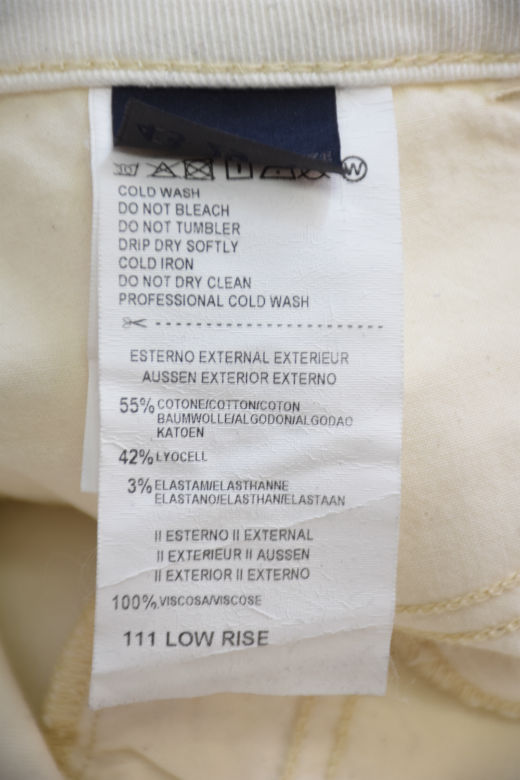 COLD WASH
DO NOT BLEACH
DO NOT TUMBLER
DRIP DRY SOFTLY
COLD IRON
DO NOT DRY CLEAN
PROFESSIONAL COLD WASH
ESTERNO EXTERNAL EXTERIEUR
AUSSEN EXTERIOR EXTERNO
55% COTONE/COTTON/COTON
BAUMWOLLE/ALGODON/ALGODAO
KATOEN
42% LYOCELL
3% ELASTAM/ELASTHANNE
ELASTANO/ELASTHAN/ELASTAAN
II ESTERNO II EXTERNAL
II EXTERIEUR II AUSSEN
II EXTERIOR II EXTERNO
100% VISCOSA/VISCOSE
111 LOW RISE